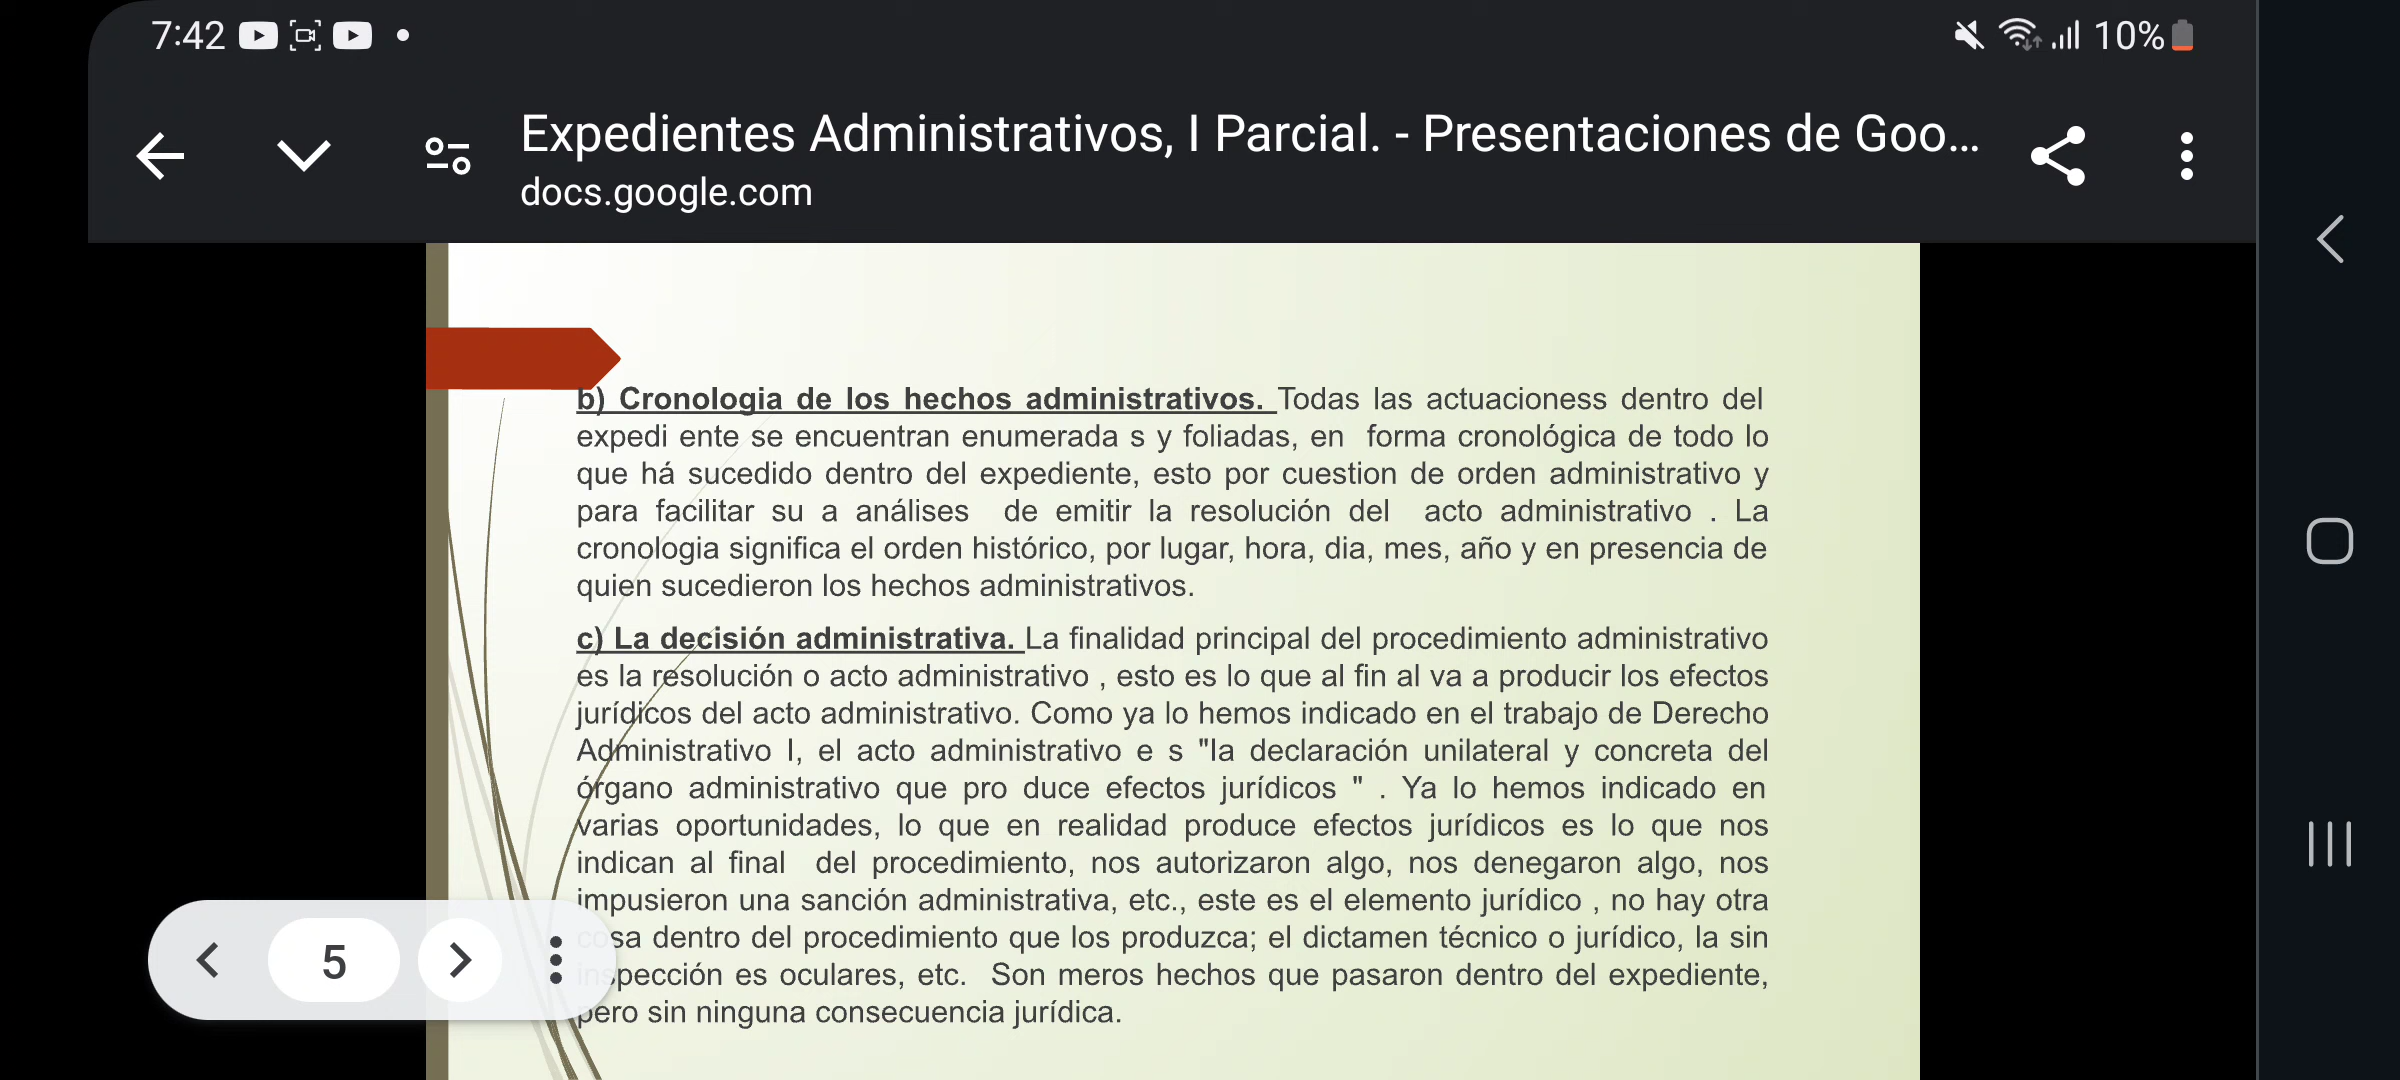 7:42
10%
Expedientes Administrativos, I Parcial. - Presentaciones de Goo...
docs.google.com
b) Cronologia de los hechos administrativos. Todas las actuacioness dentro del
expedi ente se encuentran enumerada s y foliadas, en forma cronológica de todo lo
que há sucedido dentro del expediente, esto por cuestion de orden administrativo y
para facilitar su a análises de emitir la resolución del acto administrativo . La
cronologia significa el orden histórico, por lugar, hora, dia, mes, año y en presencia de
quien sucedieron los hechos administrativos.
c) La decisión administrativa. La finalidad principal del procedimiento administrativo
es la resolución o acto administrativo , esto es lo que al fin al va a producir los efectos
jurídicos del acto administrativo. Como ya lo hemos indicado en el trabajo de Derecho
Administrativo I, el acto administrativo e s "la declaración unilateral y concreta del
órgano administrativo que pro duce efectos jurídicos " . Ya lo hemos indicado en
varias oportunidades, lo que en realidad produce efectos jurídicos es lo que nos
indican al final del procedimiento, nos autorizaron algo, nos denegaron algo, nos
impusieron una sanción administrativa, etc., este es el elemento jurídico , no hay otra
cosa dentro del procedimiento que los produzca; el dictamen técnico o jurídico, la sin
inspección es oculares, etc. Son meros hechos que pasaron dentro del expediente,
pero sin ninguna consecuencia jurídica.
5